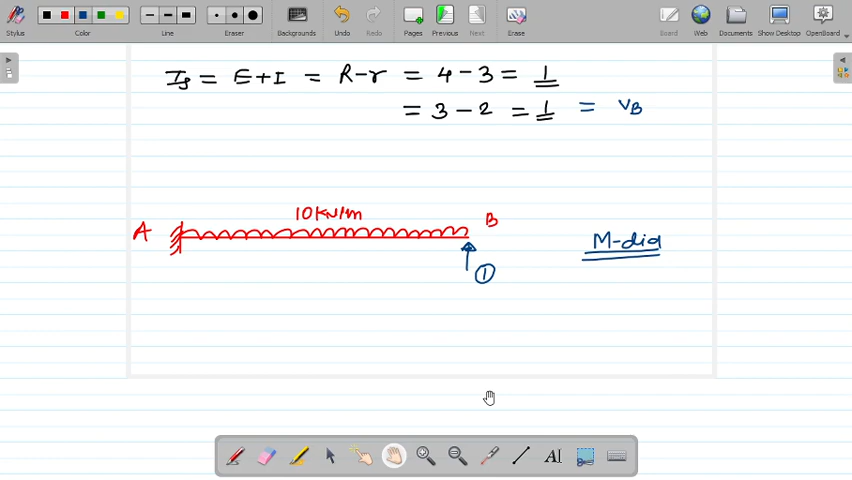 Stylus Color Line Eraser Backgrounds Undo Redo Pages Previous Next Erase Board Web Documents Show Desktop OpenBoard
Is = E+I = R-r = 4-3 = 1
= 3-2 = 1 = VB
10KN/m
A B
M-dia
1
AI